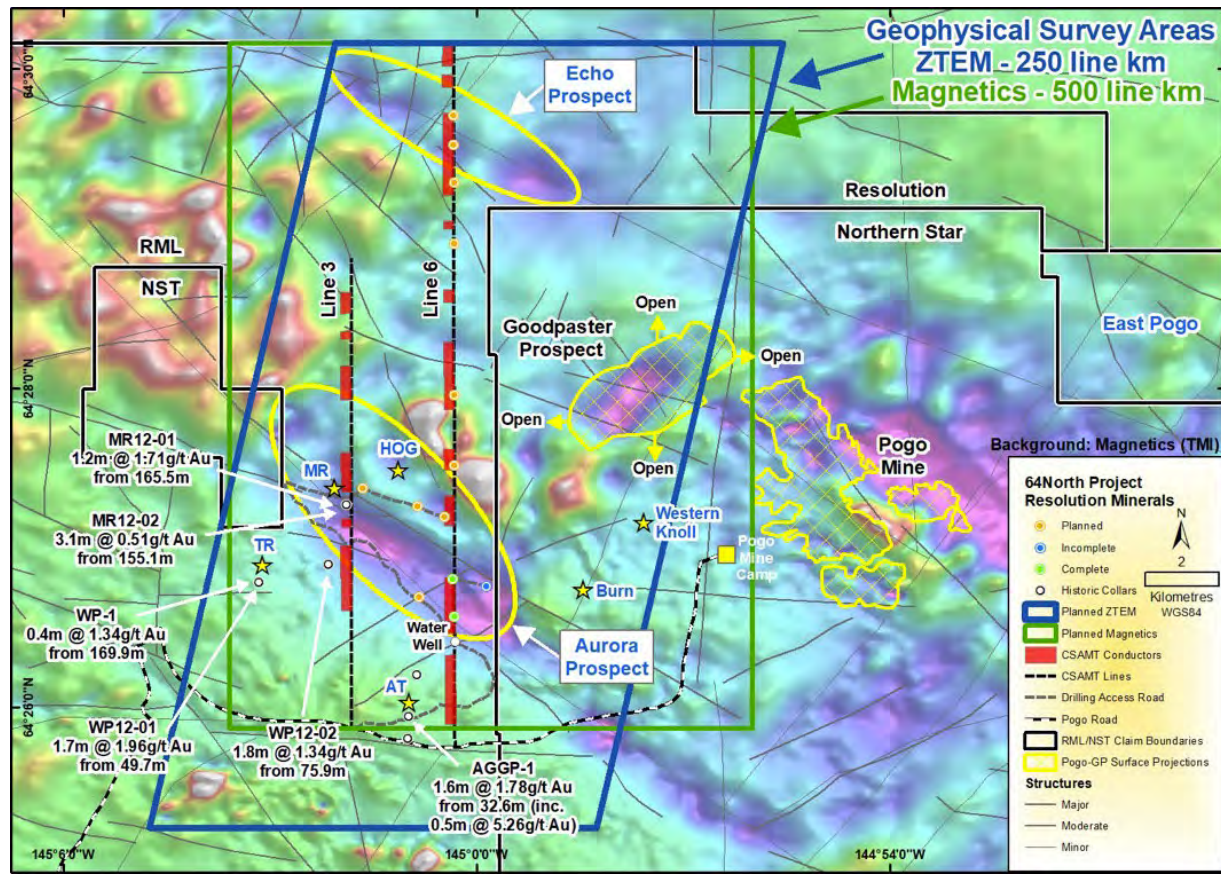 Geophysical Survey Areas
ZTEM - 250 line km
Magnetics - 500 line km
Echo
Prospect
64°30'0"N
64°28'0"N
64°26'0"N
Resolution
Northern Star
RML
NST
Line 3
Line 6
Open
Goodpaster
Prospect
Open
Open
Open
East Pogo
Pogo
Mine
MR12-01
1.2m @ 1.71g/t Au
from 165.5m
MR
HOG
MR12-02
3.1m @ 0.51g/t Au
from 155.1m
TR
Western
Knoll
Pogo
Mine
Camp
Burn
WP-1
0.4m @ 1.34g/t Au
from 169.9m
Water
Well
Aurora
Prospect
AT
WP12-01
1.7m @ 1.96g/t Au
from 49.7m
WP12-02
1.8m @ 1.34g/t Au
from 75.9m
AGGP-1
1.6m @ 1.78g/t Au
from 32.6m (inc.
0.5m @ 5.26g/t Au)
145°6'0"W
145°0'0"W
144°54'0"W
Background: Magnetics (TMI)
64North Project
Resolution Minerals
N
2
Kilometres
WGS84
Planned
Incomplete
Complete
Historic Collars
Planned ZTEM
Planned Magnetics
CSAMT Conductors
CSAMT Lines
Drilling Access Road
Pogo Road
RML/NST Claim Boundaries
Pogo-GP Surface Projections
Structures
Major
Moderate
Minor